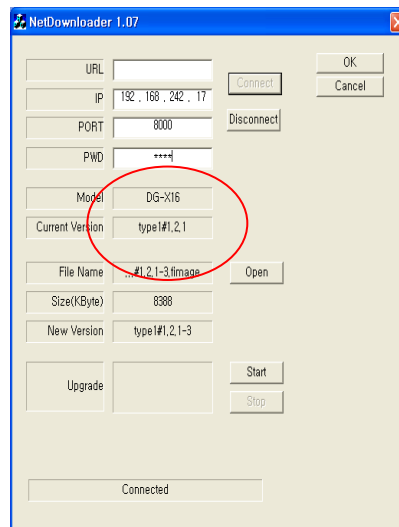 NetDownloader 1.07
URL
OK
Connect
Cancel
IP 192 . 168 . 242 . 17
PORT 8000
Disconnect
PWD ****
Model DG-X16
Current Version type1#1,2,1
File Name ...#1,2,1-3,fimage Open
Size(KByte) 8388
New Version type1#1,2,1-3
Upgrade
Start
Stop
Connected